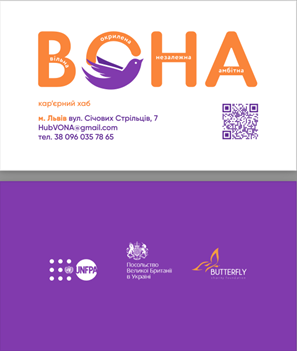 ВОНА
вільна
окрилена
незалежна
амбітна
кар'єрний хаб
м. Львів вул. Січових Стрільців, 7
HubVONA@gmail.com
тел. 38 096 035 78 65
UNFPA
Посольство
Великої Британії
в Україні
BUTTERFLY